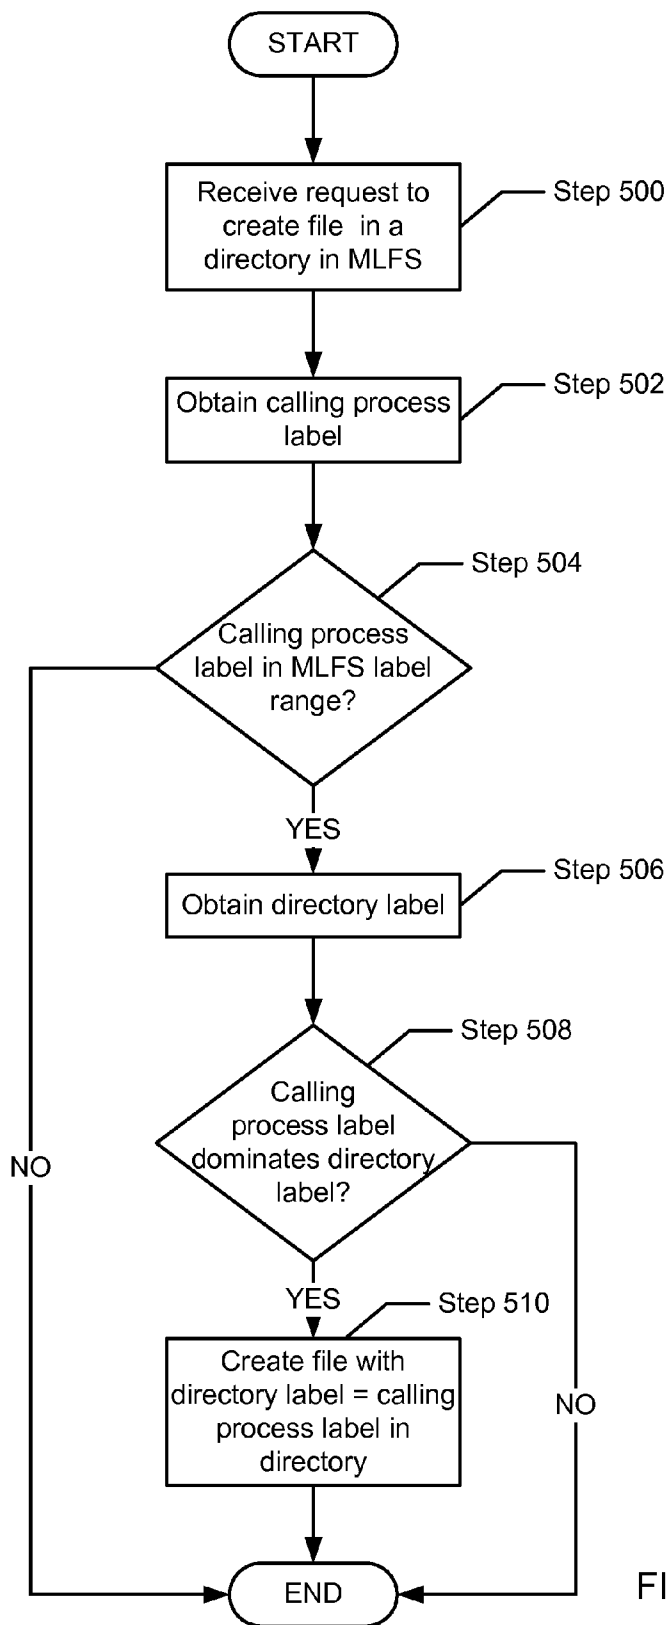 START
Receive request to
create file in a
directory in MLFS
Step 500
Obtain calling process
label
Step 502
Step 504
Calling process
label in MLFS label
range?
YES
Step 506
Obtain directory label
Step 508
Calling
process label
dominates directory
label?
NO
YES
Step 510
Create file with
directory label = calling
process label in
directory
NO
END
FI